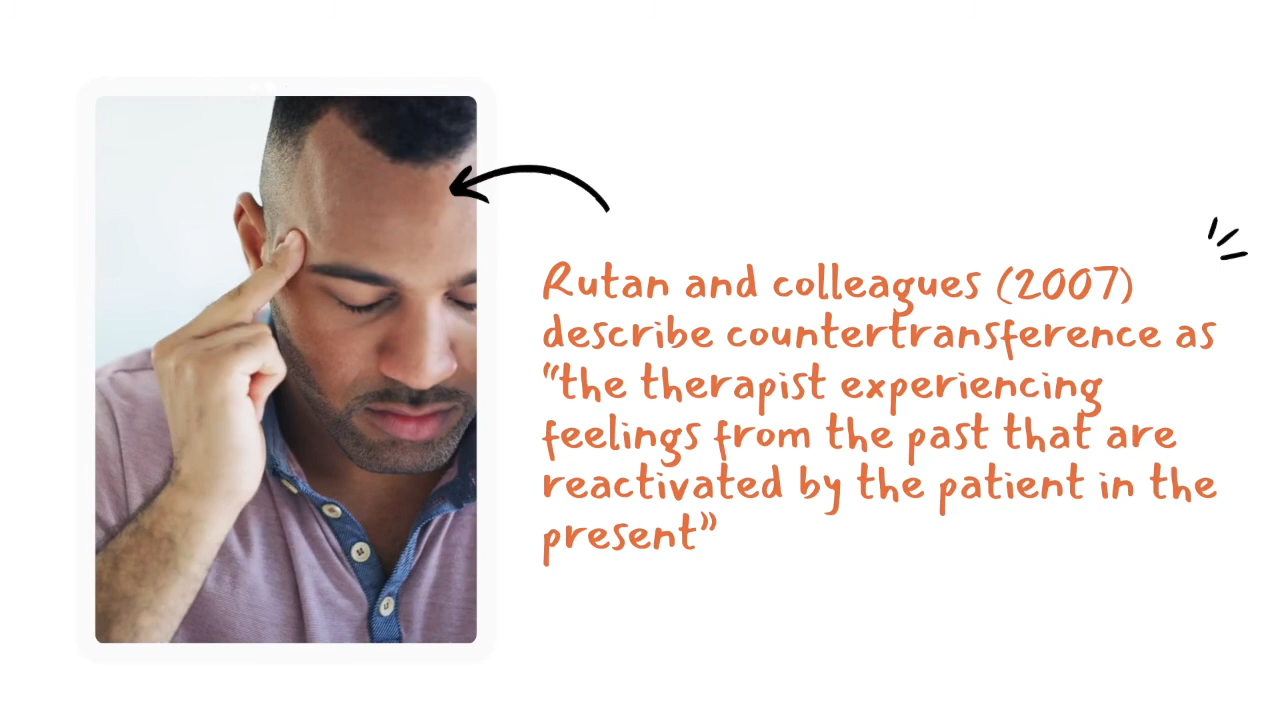 Rutan and colleagues (2007)
describe countertransference as
"the therapist experiencing
feelings from the past that are
reactivated by the patient in the
present"